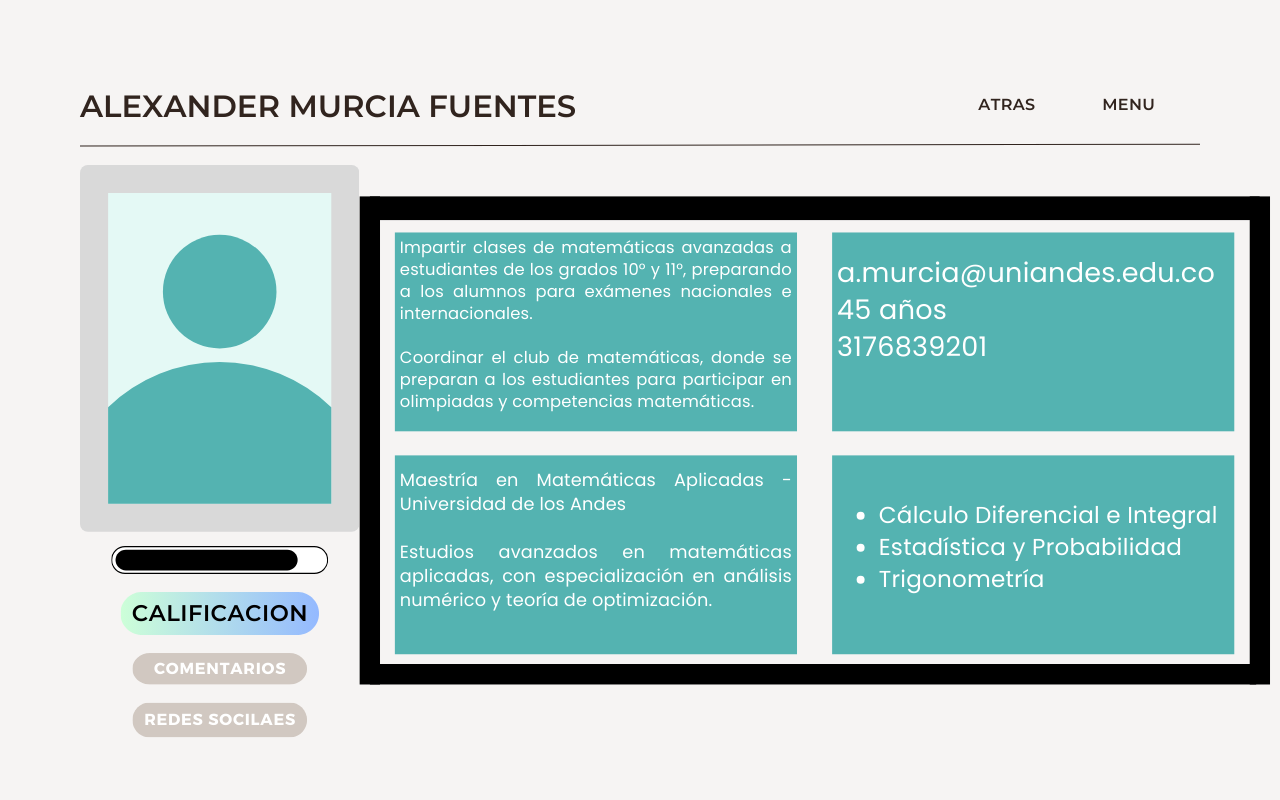 ALEXANDER MURCIA FUENTES
ATRAS
MENU
Impartir clases de matemáticas avanzadas a
estudiantes de los grados 10° y 11°, preparando
a los alumnos para exámenes nacionales e
internacionales.
Coordinar el club de matemáticas, donde se
preparan a los estudiantes para participar en
olimpiadas y competencias matemáticas.
a.murcia@uniandes.edu.co
45 años
3176839201
Maestría en Matemáticas Aplicadas -
Universidad de los Andes
Estudios avanzados en matemáticas
aplicadas, con especialización en análisis
numérico y teoría de optimización.
• Cálculo Diferencial e Integral
• Estadística y Probabilidad
• Trigonometría
CALIFICACION
COMENTARIOS
REDES SOCILAES